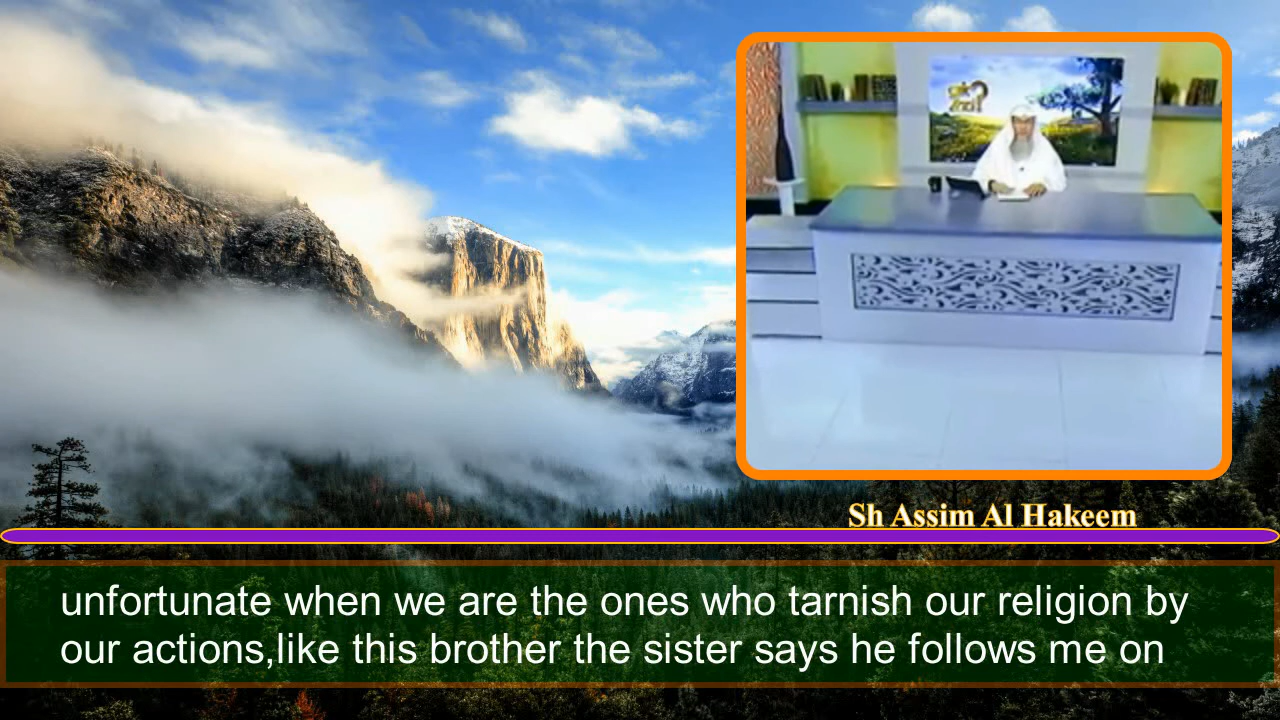 Sh Assim Al Hakeem
unfortunate when we are the ones who tarnish our religion by
our actions,like this brother the sister says he follows me on